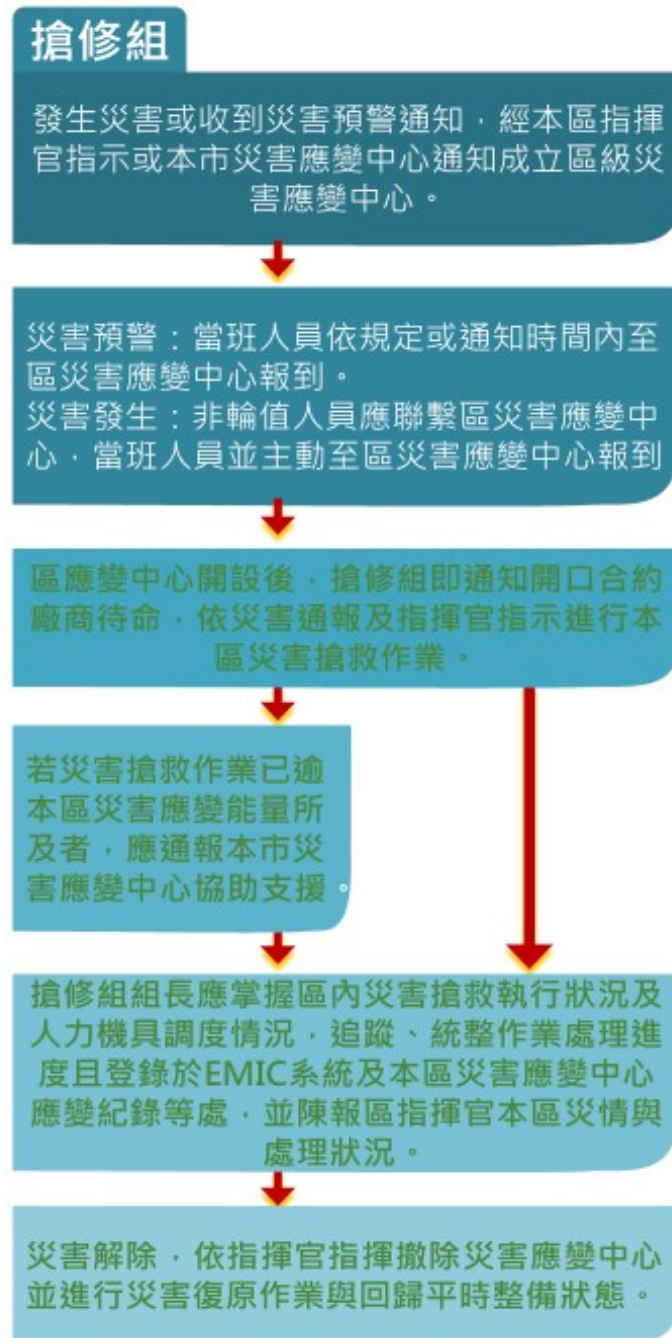 搶修組
發生災害或收到災害預警通知，經本區指揮
官指示或本市災害應變中心通知成立區級災
害應變中心。
災害預警：當班人員依規定或通知時間內至
區災害應變中心報到。
災害發生：非輪值人員應聯繫區災害應變中
心，當班人員並主動至區災害應變中心報到
區應變中心開設後，搶修組即通知開口合約
廠商待命，依災害通報及指揮官指示進行本
區災害搶救作業。
若災害搶救作業已逾
本區災害應變能量所
及者，應通報本市災
害應變中心協助支援。
搶修組組長應掌握區內災害搶救執行狀況及
人力機具調度情況，追蹤、統整作業處理進
度且登錄於EMIC系統及本區災害應變中心
應變紀錄等處，並陳報區指揮官本區災情與
處理狀況。
災害解除，依指揮官指揮撤除災害應變中心
並進行災害復原作業與回歸平時整備狀態。